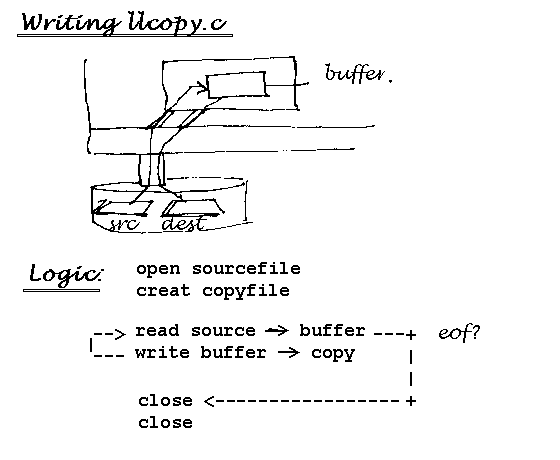 Writing llcopy.c
buffer.
src dest
Logic:
open sourcefile
creat copyfile
--> read source → buffer ---+ eof?
|--- write buffer → copy |
|
close <-----------------+
close